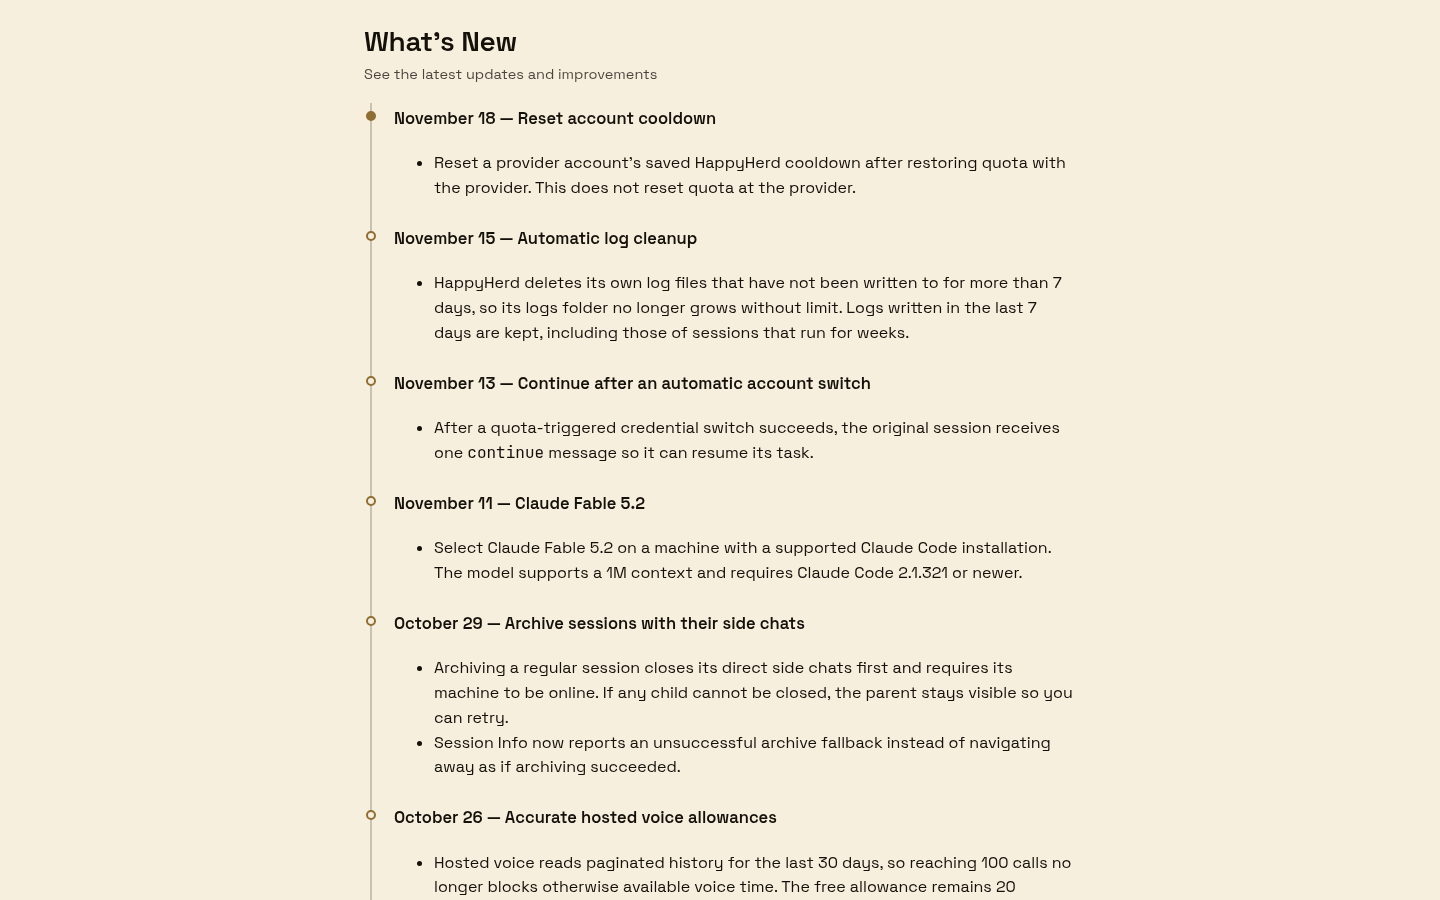 What's New
See the latest updates and improvements
November 18 — Reset account cooldown
• Reset a provider account's saved HappyHerd cooldown after restoring quota with
the provider. This does not reset quota at the provider.
November 15 — Automatic log cleanup
• HappyHerd deletes its own log files that have not been written to for more than 7
days, so its logs folder no longer grows without limit. Logs written in the last 7
days are kept, including those of sessions that run for weeks.
November 13 — Continue after an automatic account switch
• After a quota-triggered credential switch succeeds, the original session receives
one continue message so it can resume its task.
November 11 — Claude Fable 5.2
• Select Claude Fable 5.2 on a machine with a supported Claude Code installation.
The model supports a 1M context and requires Claude Code 2.1.321 or newer.
October 29 — Archive sessions with their side chats
• Archiving a regular session closes its direct side chats first and requires its
machine to be online. If any child cannot be closed, the parent stays visible so you
can retry.
• Session Info now reports an unsuccessful archive fallback instead of navigating
away as if archiving succeeded.
October 26 — Accurate hosted voice allowances
• Hosted voice reads paginated history for the last 30 days, so reaching 100 calls no
longer blocks otherwise available voice time. The free allowance remains 20